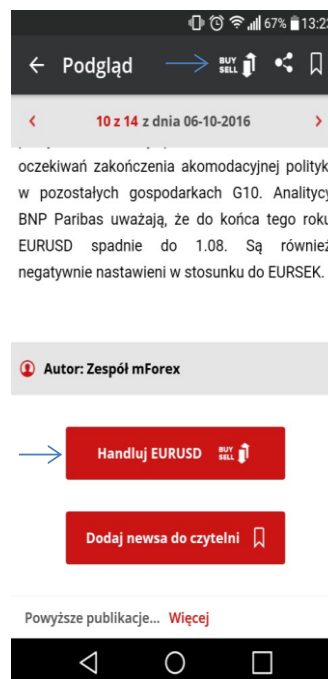 67% 13:23
Podgląd BUY SELL
10 z 14 z dnia 06-10-2016
oczekiwań zakończenia akomodacyjnej polityk
w pozostałych gospodarkach G10. Analitycy
BNP Paribas uważają, że do końca tego roku
EURUSD spadnie do 1.08. Są również
negatywnie nastawieni w stosunku do EURSEK.
Autor: Zespół mForex
Handluj EURUSD BUY SELL
Dodaj newsa do czytelni
Powyższe publikacje... Więcej